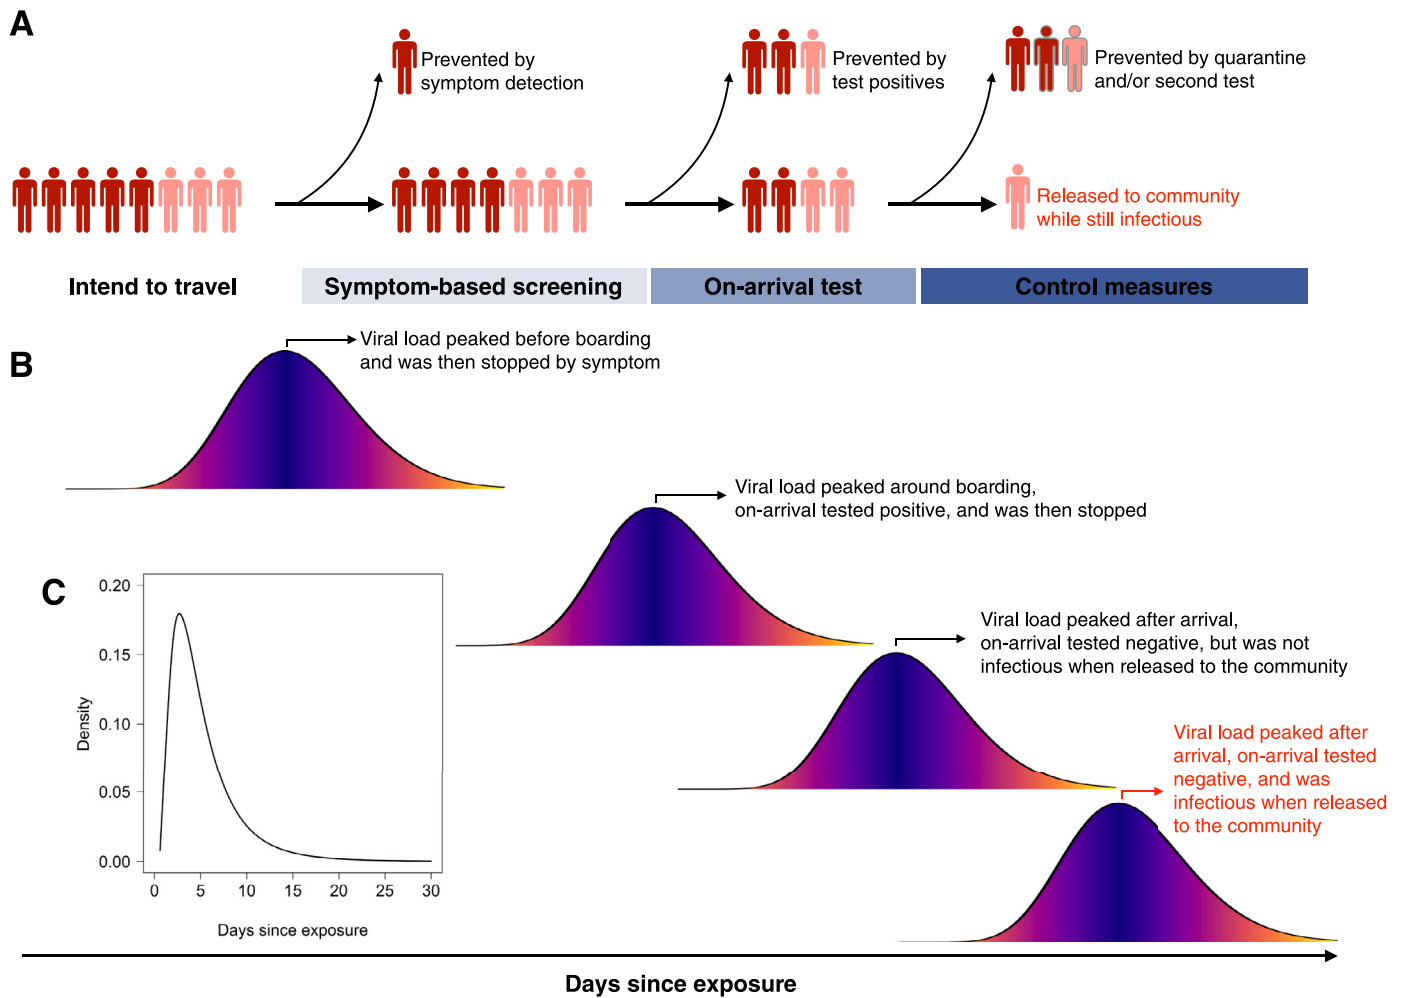 A
Prevented by
symptom detection
Prevented by
test positives
Prevented by quarantine
and/or second test
Released to community
while still infectious
Intend to travel
Symptom-based screening
On-arrival test
Control measures
B
Viral load peaked before boarding
and was then stopped by symptom
Viral load peaked around boarding,
on-arrival tested positive, and was then stopped
Viral load peaked after arrival,
on-arrival tested negative, but was not
infectious when released to the community
Viral load peaked after
arrival, on-arrival tested
negative, and was
infectious when released
to the community
C
0.20
0.15
0.10
0.05
0.00
Density
0 5 10 15 20 25 30
Days since exposure
Days since exposure